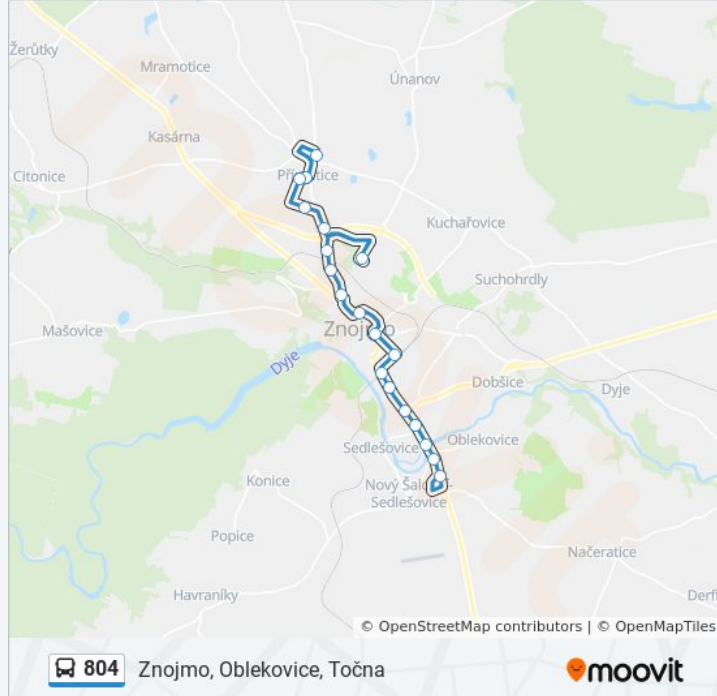 Žerůtky
Mramotice
Únanov
Kasárna
Citonice
Přímětice
Kuchařovice
Suchohrdly
Mašovice
Znojmo
Dyje
Dobšice
Dyje
Sedlešovice
Oblekovice
Konice
Nový Šaldorf-
Sedlešovice
Popice
Načeratice
Havraníky
Derfl
© OpenStreetMap contributors | © OpenMapTiles
804 Znojmo, Oblekovice, Točna
moovit